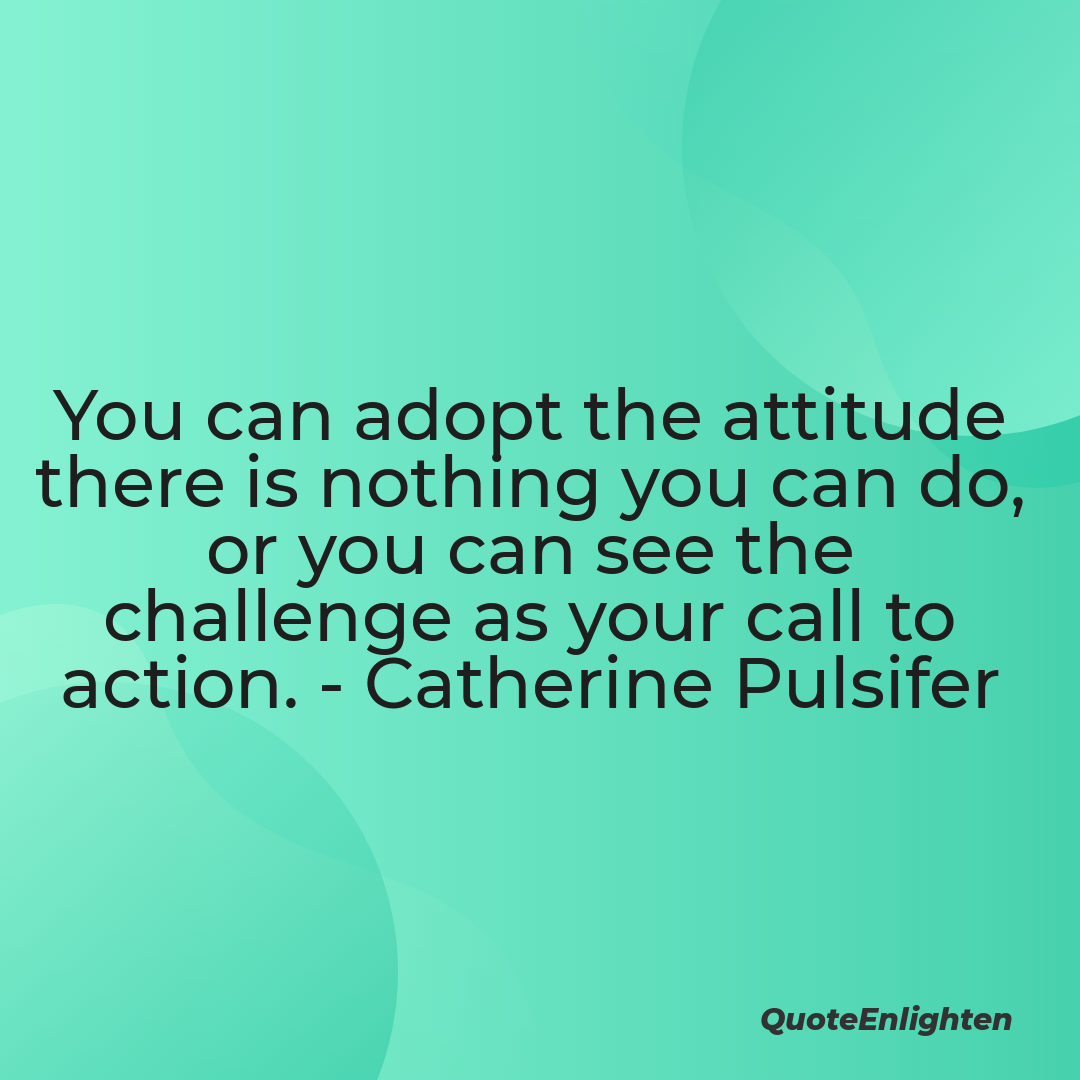 You can adopt the attitude
there is nothing you can do,
or you can see the
challenge as your call to
action. - Catherine Pulsifer
QuoteEnlighten